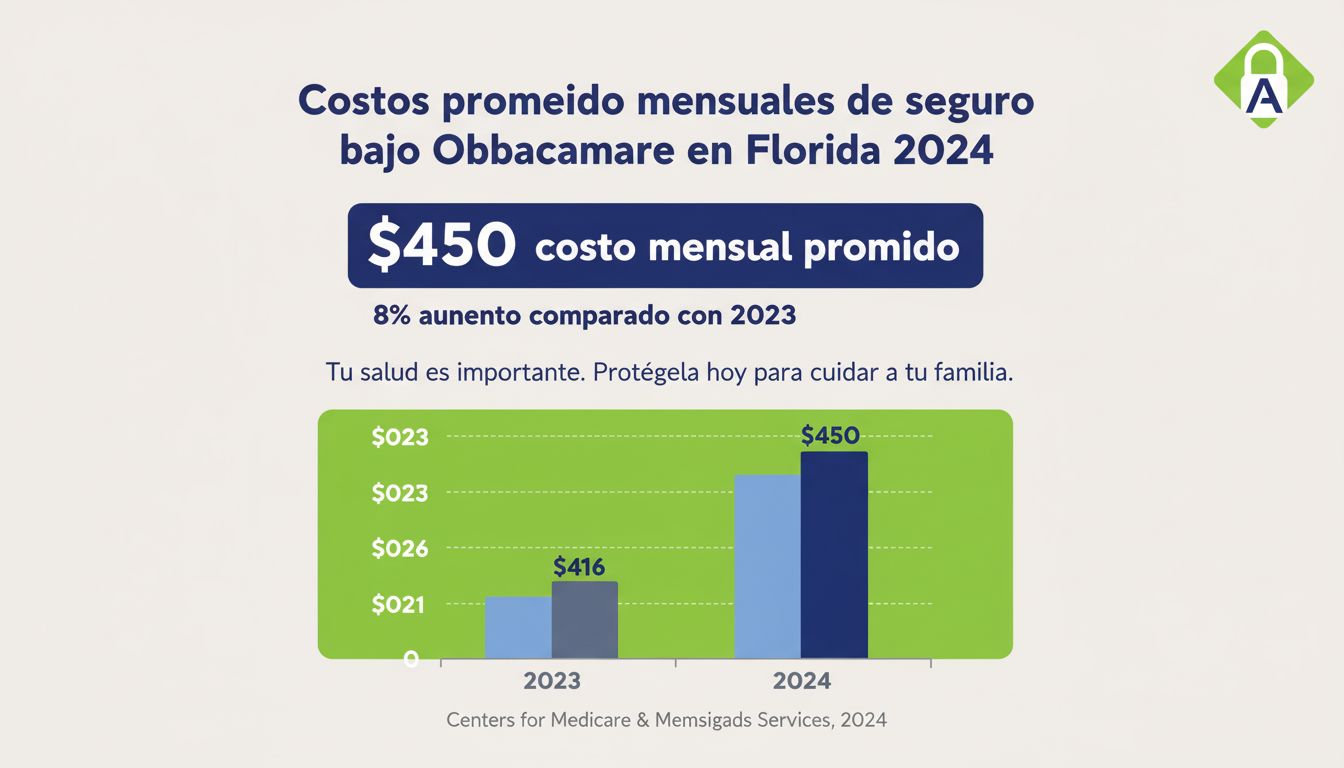 A
Costos promeido mensuales de seguro
bajo Obbacamare en Florida 2024
$450 costo mensual promido
8% aunento comparado con 2023
Tu salud es importante. Protégela hoy para cuidar a tu familia.
$023
$450
$023
$026
$416
$021
0
2023 2024
Centers for Medicare & Memsigads Services, 2024